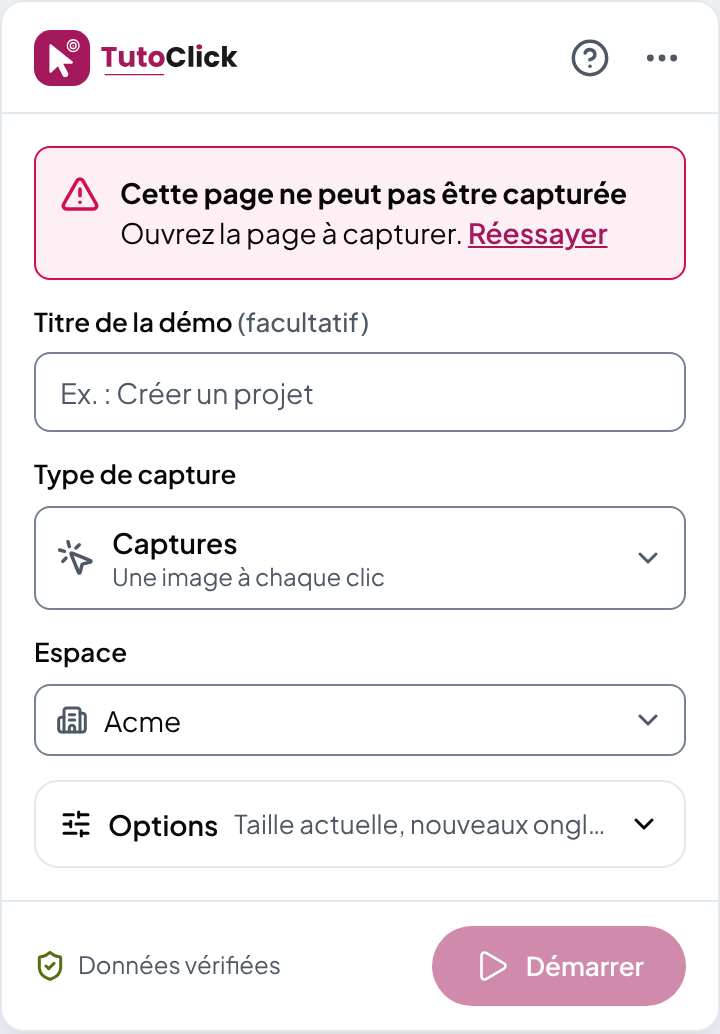 TutoClick
Cette page ne peut pas être capturée
Ouvrez la page à capturer. Réessayer
Titre de la démo (facultatif)
Ex. : Créer un projet
Type de capture
Captures
Une image à chaque clic
Espace
Acme
Options Taille actuelle, nouveaux ongl...
Données vérifiées
Démarrer